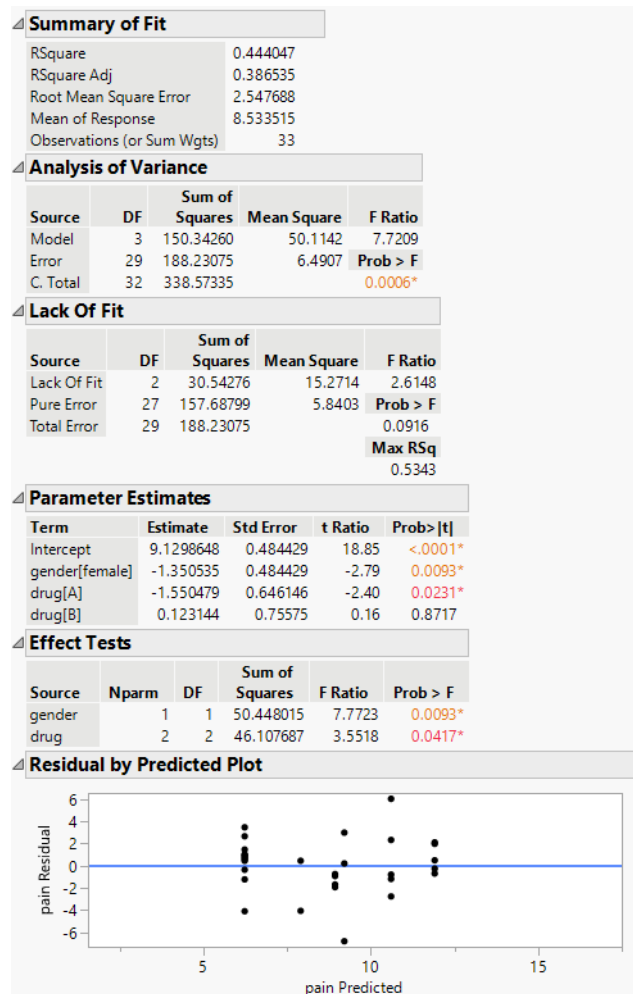 Summary of Fit
RSquare 0.444047
RSquare Adj 0.386535
Root Mean Square Error 2.547688
Mean of Response 8.533515
Observations (or Sum Wgts) 33
Analysis of Variance
Sum of
Source DF Squares Mean Square F Ratio
Model 3 150.34260 50.1142 7.7209
Error 29 188.23075 6.4907 Prob > F
C. Total 32 338.57335 0.0006*
Lack Of Fit
Sum of
Source DF Squares Mean Square F Ratio
Lack Of Fit 2 30.54276 15.2714 2.6148
Pure Error 27 157.68799 5.8403 Prob > F
Total Error 29 188.23075 0.0916
Max RSq
0.5343
Parameter Estimates
Term Estimate Std Error t Ratio Prob>|t|
Intercept 9.1298648 0.484429 18.85 <.0001*
gender[female] -1.350535 0.484429 -2.79 0.0093*
drug[A] -1.550479 0.646146 -2.40 0.0231*
drug[B] 0.123144 0.75575 0.16 0.8717
Effect Tests
Sum of
Source Nparm DF Squares F Ratio Prob > F
gender 1 1 50.448015 7.7723 0.0093*
drug 2 2 46.107687 3.5518 0.0417*
Residual by Predicted Plot
pain Residual
6
4
2
0
-2
-4
-6
5 10 15
pain Predicted